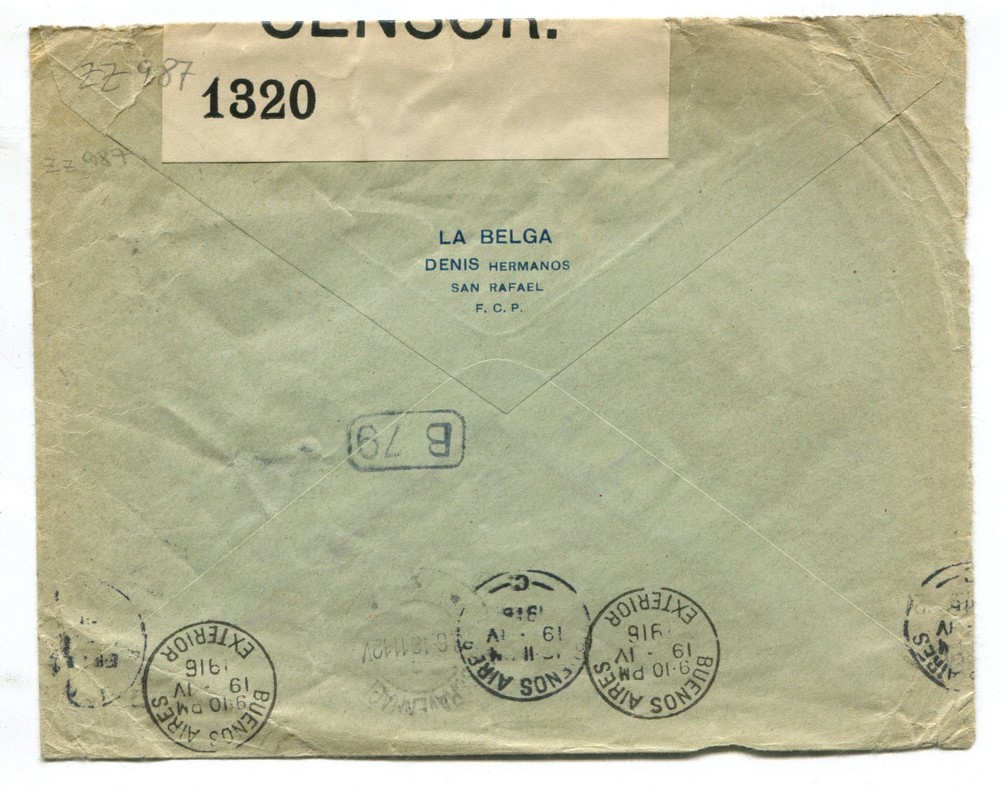 CENSOR.
1320
ZZ 987
ZZ 987
LA BELGA
DENIS HERMANOS
SAN RAFAEL
F. C. P.
B 79
BUENOS AIRES
9·10 PM
19 - IV
1916
EXTERIOR
BUENOS AIRES
19 - IV
1916
C.
BUENOS AIRES
9·10 PM
19 - IV
1916
EXTERIOR
AIRES